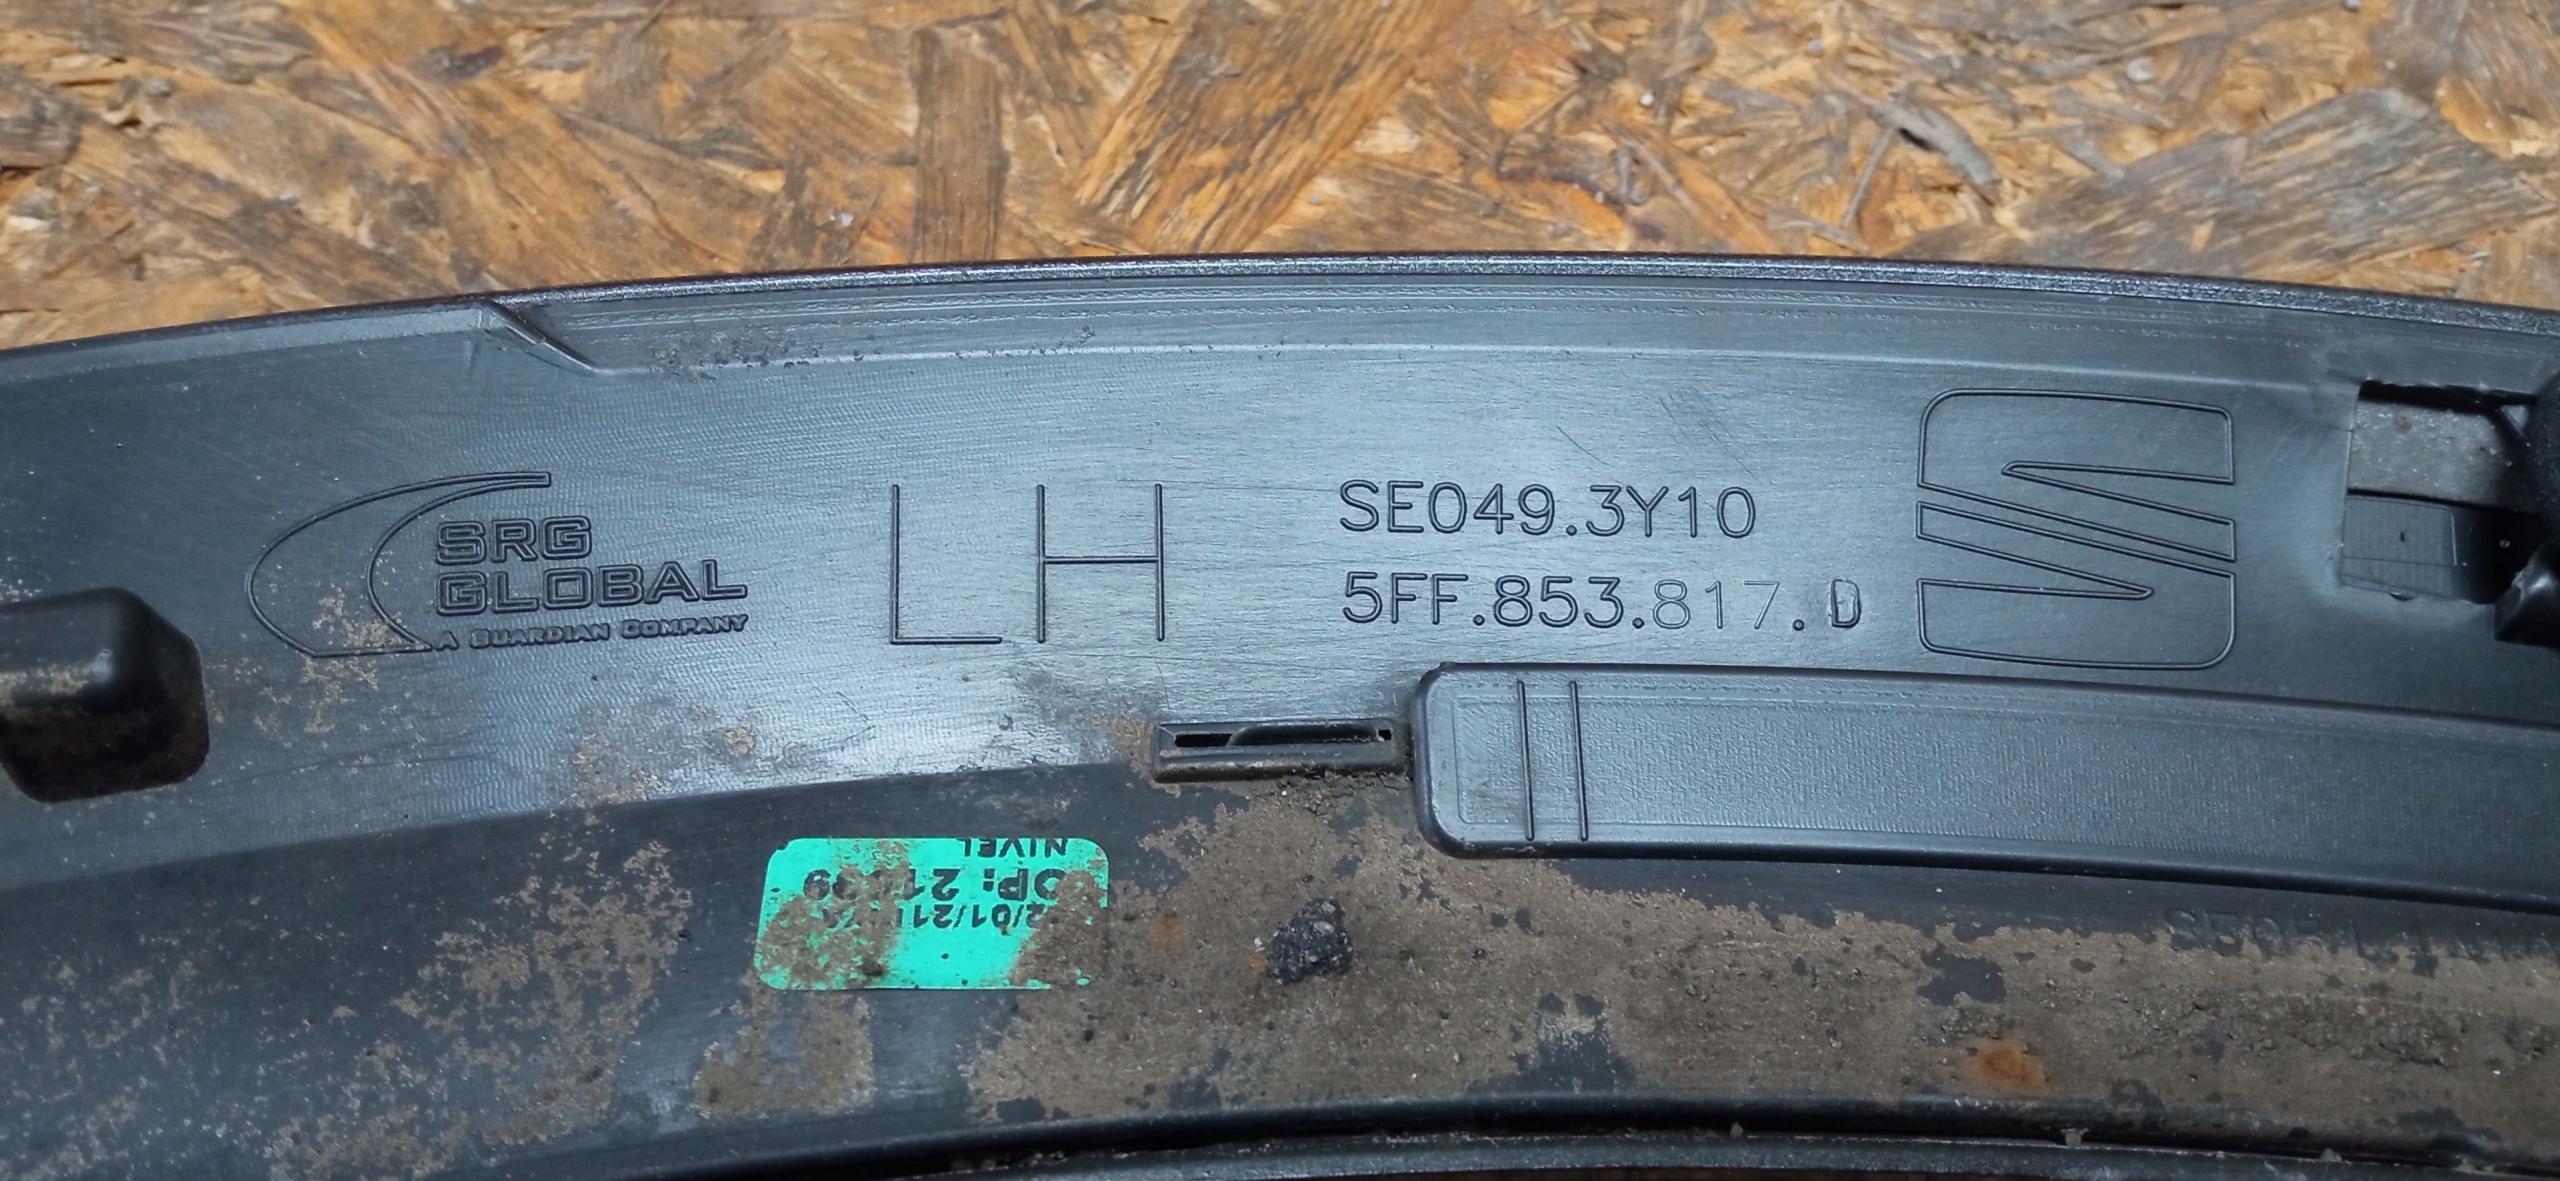 SRG
GLOBAL
A GUARDIAN COMPANY
LH
SE049.3Y10
5FF.853.817.D
NIVEL